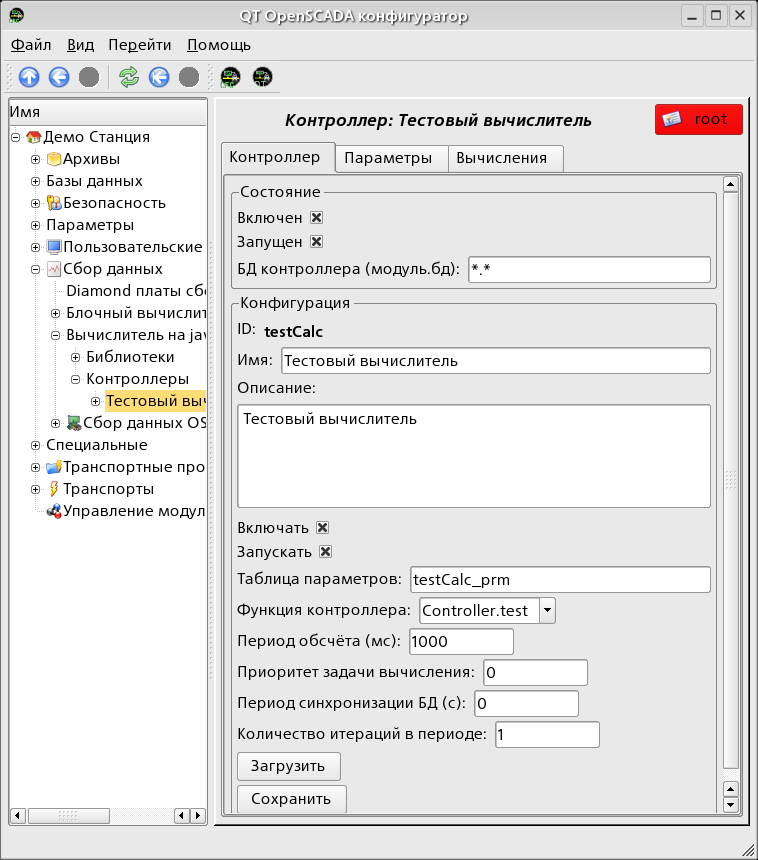 QT OpenSCADA конфигуратор
Файл Вид Перейти Помощь
Имя
Демо Станция
Архивы
Базы данных
Безопасность
Параметры
Пользовательские
Сбор данных
Diamond платы сбо
Блочный вычислит
Вычислитель на jav
Библиотеки
Контроллеры
Тестовый выч
Сбор данных OS
Специальные
Транспортные про
Транспорты
Управление модул
Контроллер: Тестовый вычислитель
root
Контроллер Параметры Вычисления
Состояние
Включен
Запущен
БД контроллера (модуль.бд): *.*
Конфигурация
ID: testCalc
Имя: Тестовый вычислитель
Описание:
Тестовый вычислитель
Включать
Запускать
Таблица параметров: testCalc_prm
Функция контроллера: Controller.test
Период обсчёта (мс): 1000
Приоритет задачи вычисления: 0
Период синхронизации БД (с): 0
Количество итераций в периоде: 1
Загрузить
Сохранить